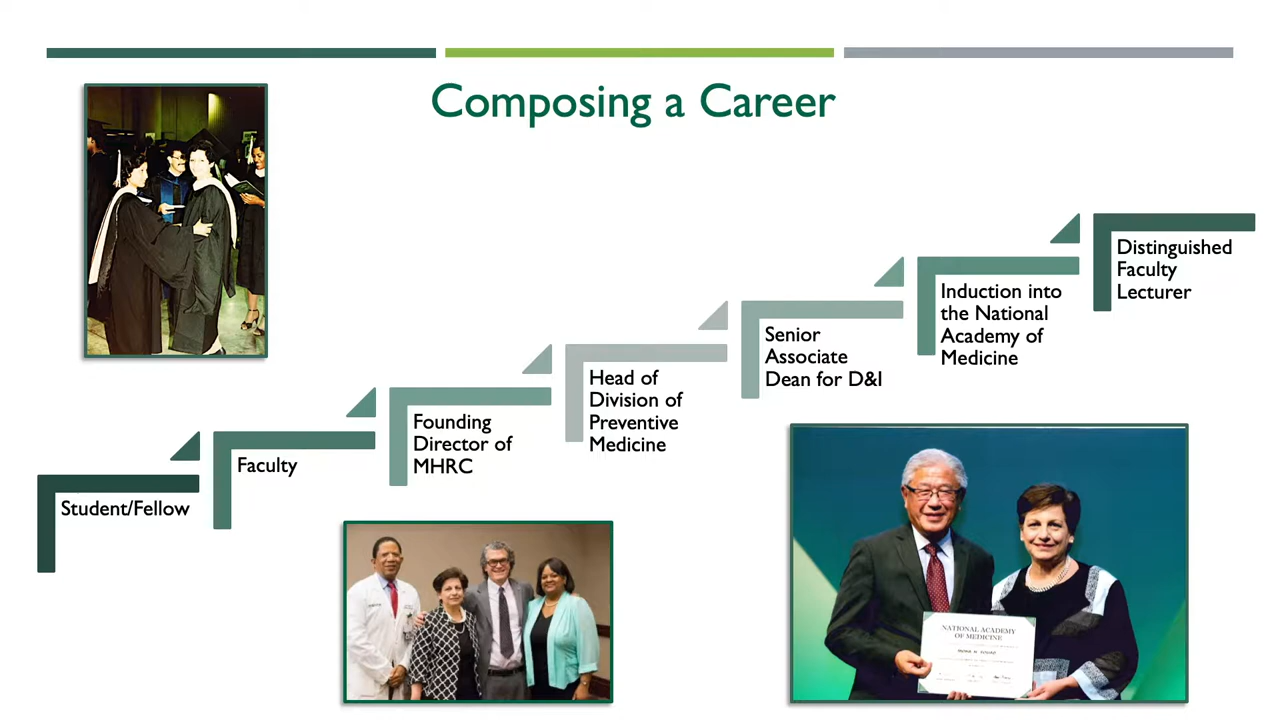 Composing a Career
Student/Fellow
Faculty
Founding
Director of
MHRC
Head of
Division of
Preventive
Medicine
Senior
Associate
Dean for D&I
Induction into
the National
Academy of
Medicine
Distinguished
Faculty
Lecturer
NATIONAL ACADEMY
OF MEDICINE